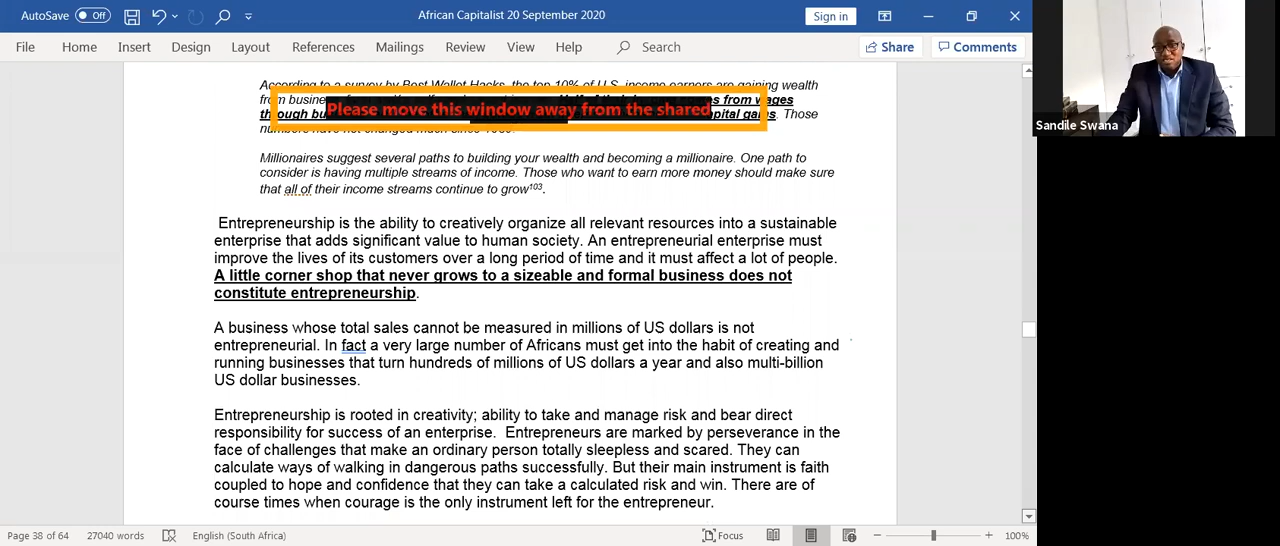 AutoSave Off African Capitalist 20 September 2020 Sign in
File Home Insert Design Layout References Mailings Review View Help Search Share Comments
According to a survey by Best Wallet Hacks, the top 10% of U.S. income earners are gaining wealth
from wages
Please move this window away from the shared
through capital gains. Those
numbers have not changed much since
Millionaires suggest several paths to building your wealth and becoming a millionaire. One path to
consider is having multiple streams of income. Those who want to earn more money should make sure
that all of their income streams continue to grow103.
Entrepreneurship is the ability to creatively organize all relevant resources into a sustainable
enterprise that adds significant value to human society. An entrepreneurial enterprise must
improve the lives of its customers over a long period of time and it must affect a lot of people.
A little corner shop that never grows to a sizeable and formal business does not
constitute entrepreneurship.
A business whose total sales cannot be measured in millions of US dollars is not
entrepreneurial. In fact a very large number of Africans must get into the habit of creating and
running businesses that turn hundreds of millions of US dollars a year and also multi-billion
US dollar businesses.
Entrepreneurship is rooted in creativity; ability to take and manage risk and bear direct
responsibility for success of an enterprise. Entrepreneurs are marked by perseverance in the
face of challenges that make an ordinary person totally sleepless and scared. They can
calculate ways of walking in dangerous paths successfully. But their main instrument is faith
coupled to hope and confidence that they can take a calculated risk and win. There are of
course times when courage is the only instrument left for the entrepreneur.
Page 38 of 64 27040 words English (South Africa) Focus 100%
Sandile Swana